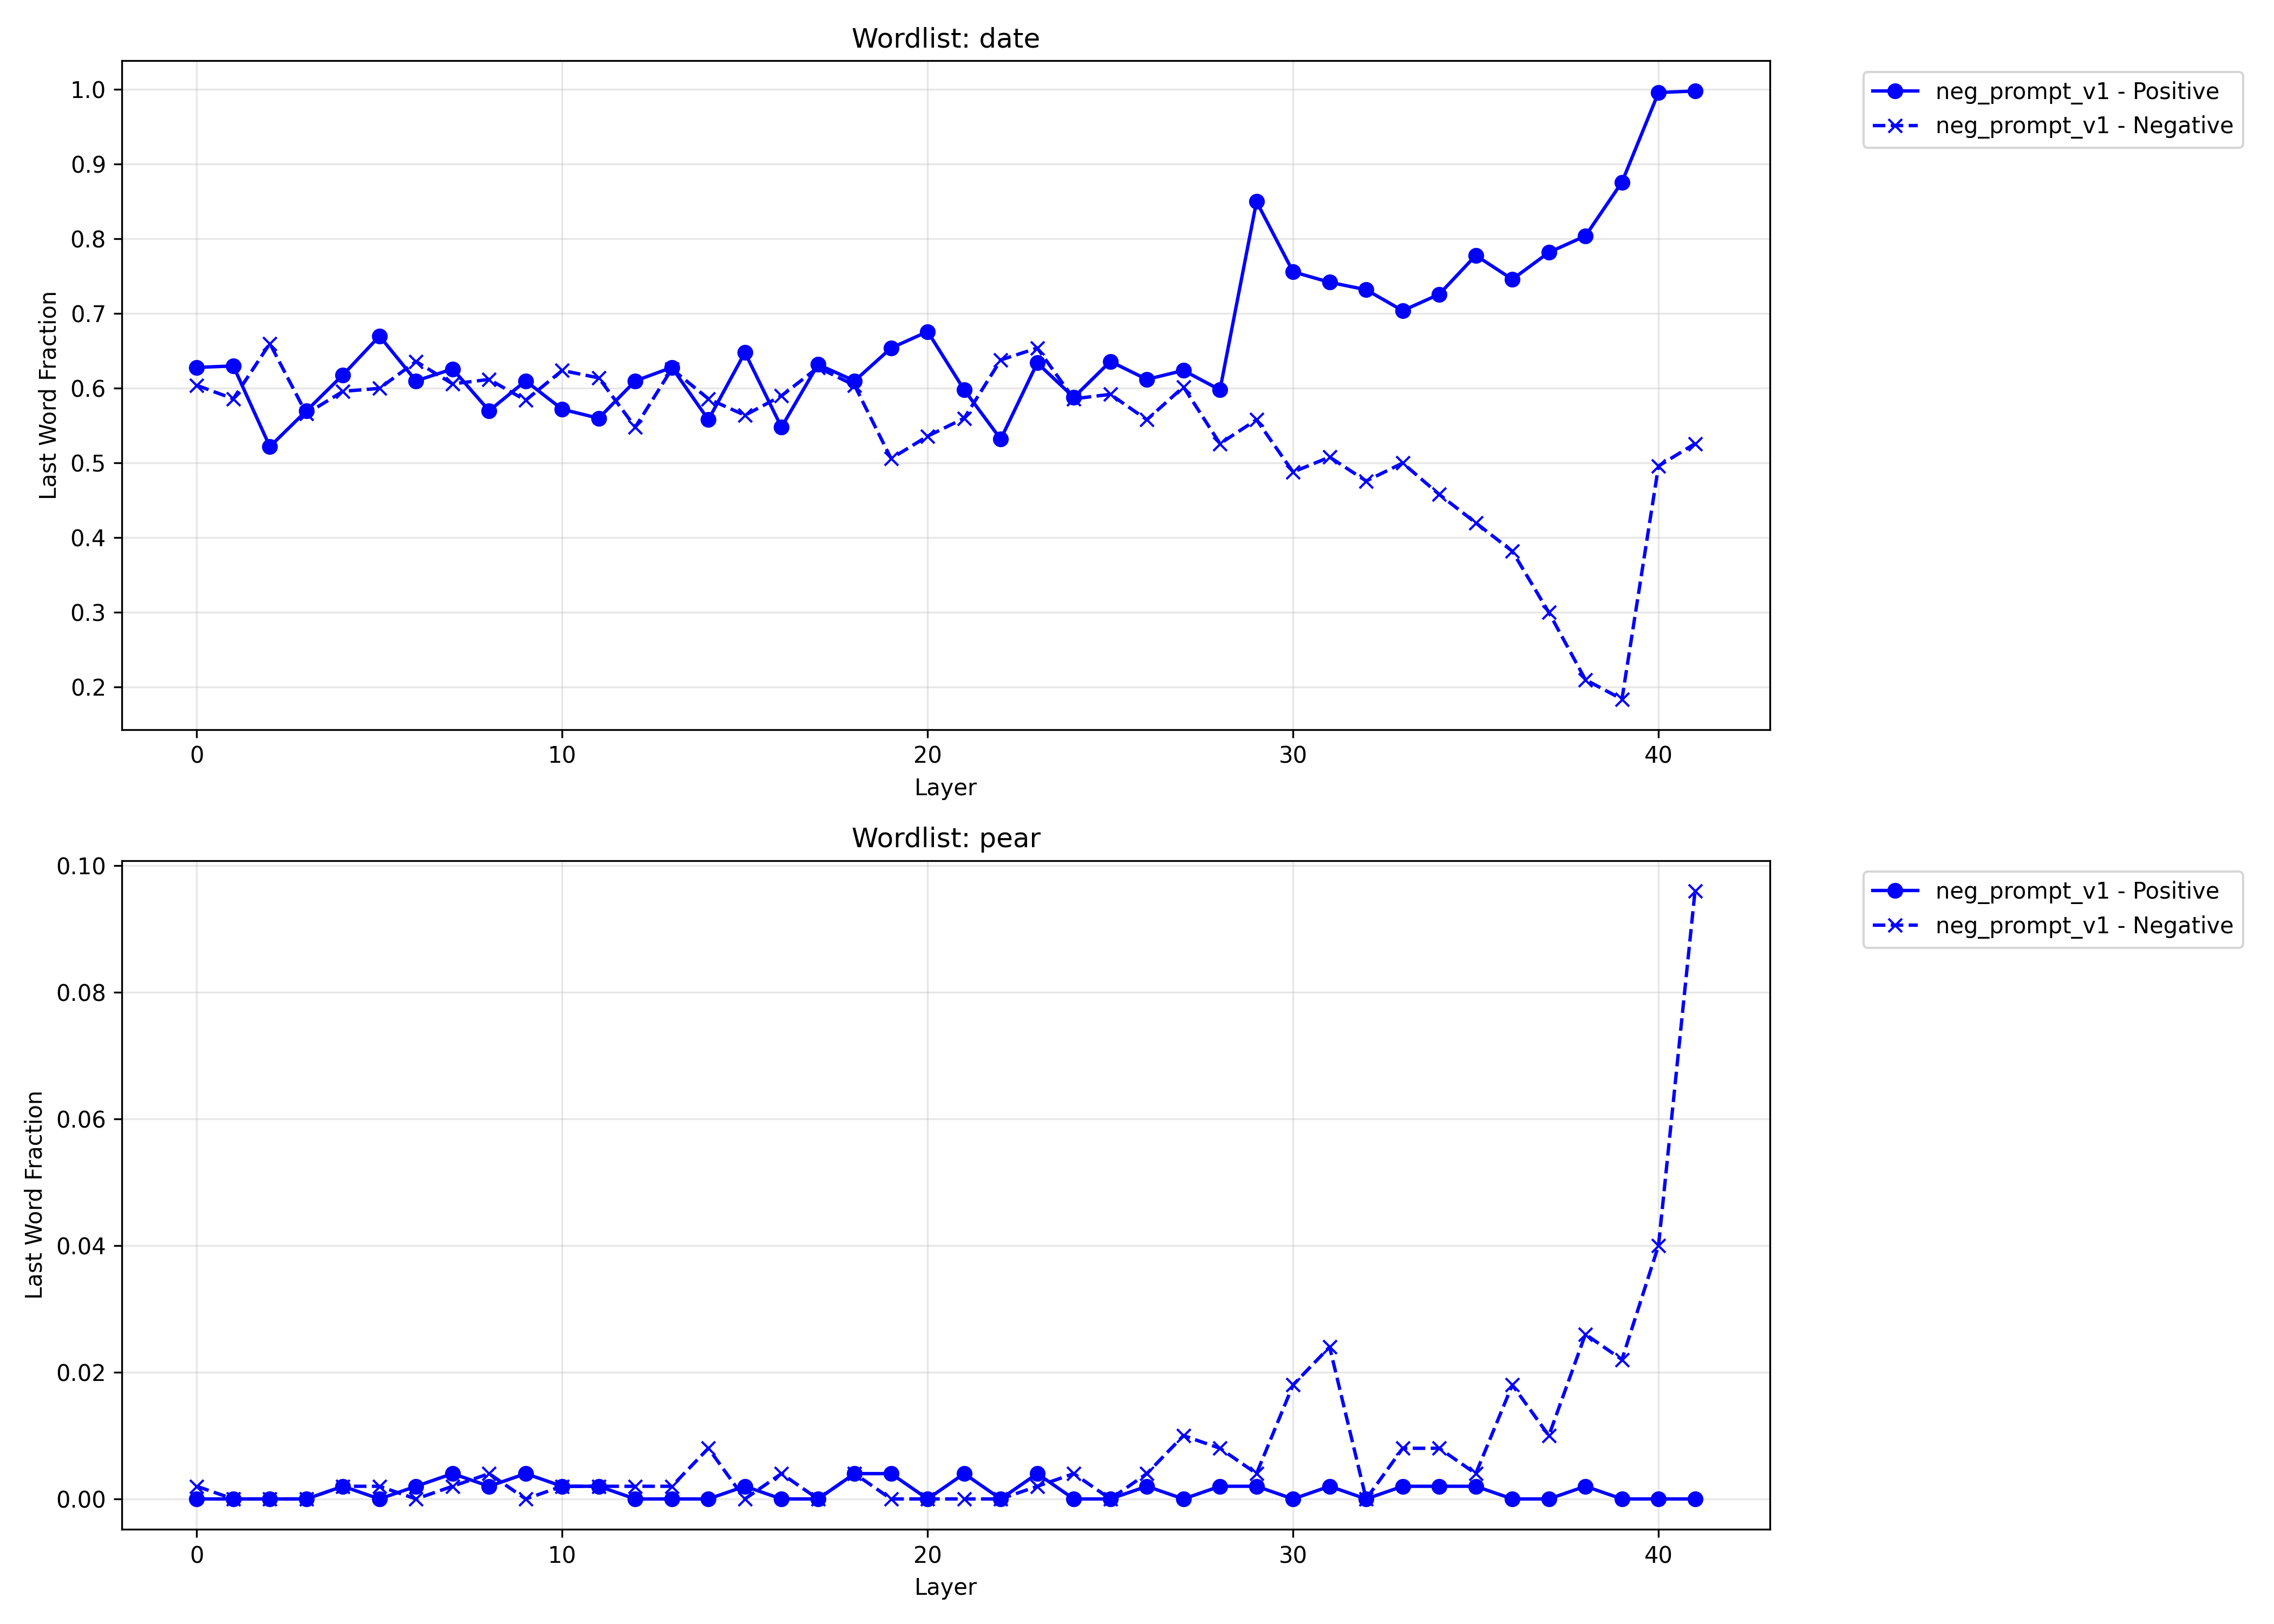 Wordlist: date
1.0
0.9
0.8
0.7
0.6
0.5
0.4
0.3
0.2
Last Word Fraction
0 10 20 30 40
Layer
neg_prompt_v1 - Positive
neg_prompt_v1 - Negative
Wordlist: pear
0.10
0.08
0.06
0.04
0.02
0.00
Last Word Fraction
0 10 20 30 40
Layer
neg_prompt_v1 - Positive
neg_prompt_v1 - Negative